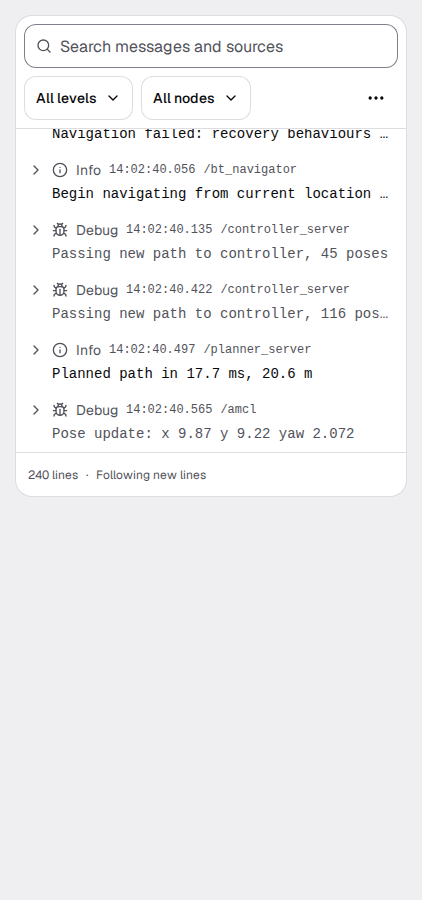 Search messages and sources
All levels All nodes
Navigation failed: recovery behaviours …
Info 14:02:40.056 /bt_navigator
Begin navigating from current location …
Debug 14:02:40.135 /controller_server
Passing new path to controller, 45 poses
Debug 14:02:40.422 /controller_server
Passing new path to controller, 116 pos…
Info 14:02:40.497 /planner_server
Planned path in 17.7 ms, 20.6 m
Debug 14:02:40.565 /amcl
Pose update: x 9.87 y 9.22 yaw 2.072
240 lines · Following new lines